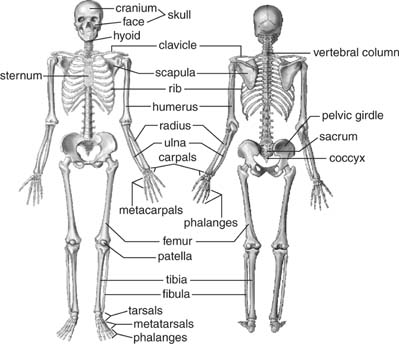 cranium
face
skull
hyoid
clavicle
vertebral column
sternum
scapula
rib
humerus
pelvic girdle
radius
sacrum
ulna
coccyx
carpals
metacarpals
phalanges
femur
patella
tibia
fibula
tarsals
metatarsals
phalanges